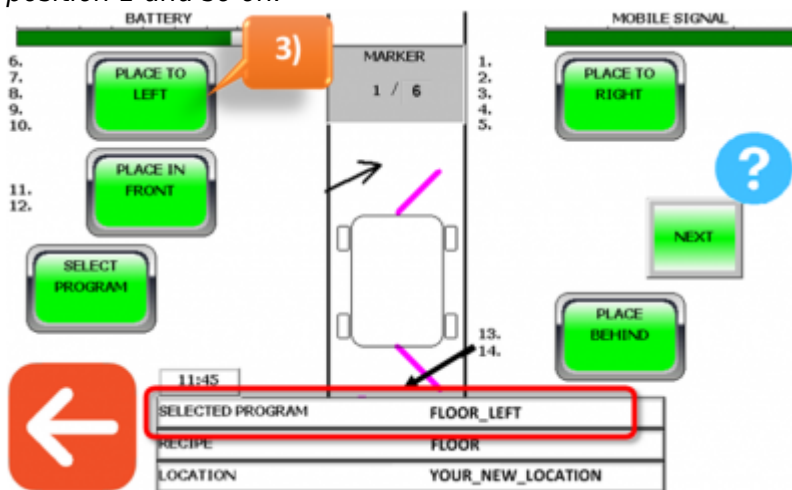 position 1 and so on.
BATTERY
MOBILE SIGNAL
6.
7.
8.
9.
10.
PLACE TO
LEFT
3)
MARKER
1 / 6
1.
2.
3.
4.
5.
PLACE TO
RIGHT
?
11.
12.
PLACE IN
FRONT
NEXT
SELECT
PROGRAM
13.
14.
PLACE
BEHIND
11:45
SELECTED PROGRAM FLOOR_LEFT
RECIPE FLOOR
LOCATION YOUR_NEW_LOCATION